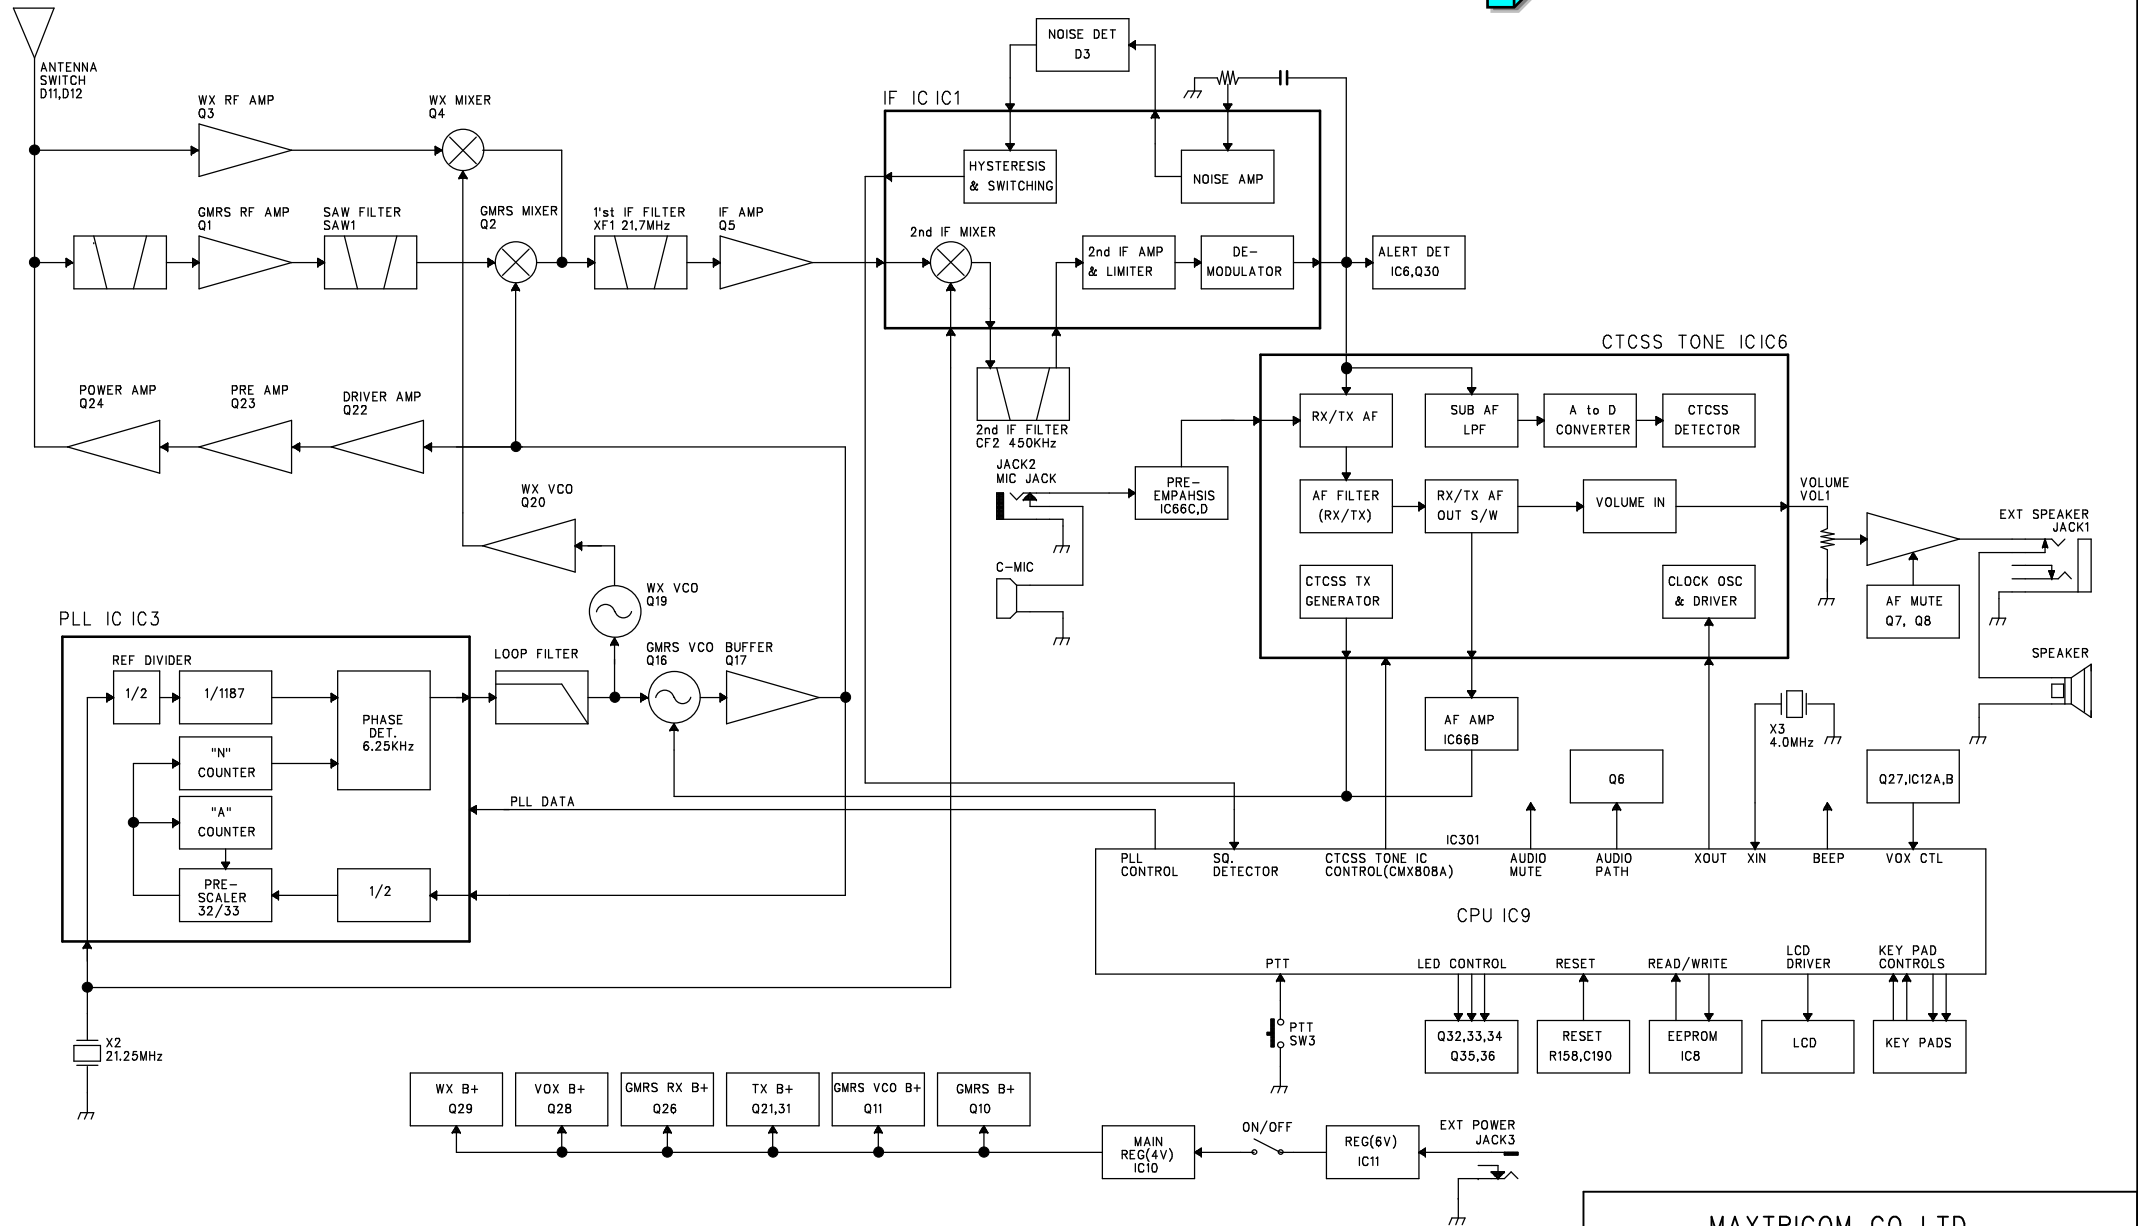 ANTENNA
SWITCH
D11,D12
WX RF AMP
Q3
WX MIXER
Q4
NOISE DET
D3
IF IC IC1
HYSTERESIS
& SWITCHING
NOISE AMP
GMRS RF AMP
Q1
SAW FILTER
SAW1
GMRS MIXER
Q2
1'st IF FILTER
XF1 21,7MHz
IF AMP
Q5
2nd IF MIXER
2nd IF AMP
& LIMITER
DE-
MODULATOR
ALERT DET
IC6,Q30
CTCSS TONE ICIC6
POWER AMP
Q24
PRE AMP
Q23
DRIVER AMP
Q22
2nd IF FILTER
CF2 450KHz
RX/TX AF
SUB AF
LPF
A to D
CONVERTER
CTCSS
DETECTOR
JACK2
MIC JACK
PRE-
EMPAHSIS
IC66C,D
AF FILTER
(RX/TX)
RX/TX AF
OUT S/W
VOLUME IN
VOLUME
VOL1
EXT SPEAKER
JACK1
WX VCO
Q20
C-MIC
WX VCO
Q19
CTCSS TX
GENERATOR
CLOCK OSC
& DRIVER
AF MUTE
Q7, Q8
SPEAKER
PLL IC IC3
REF DIVIDER
1/2
1/1187
PHASE
DET.
6.25KHz
"N"
COUNTER
"A"
COUNTER
PRE-
SCALER
32/33
1/2
LOOP FILTER
GMRS VCO
Q16
BUFFER
Q17
AF AMP
IC66B
Q6
X3
4.0MHz
Q27,IC12A,B
PLL DATA
IC301
PLL
CONTROL
SQ.
DETECTOR
CTCSS TONE IC
CONTROL(CMX808A)
AUDIO
MUTE
AUDIO
PATH
XOUT
XIN
BEEP
VOX CTL
CPU IC9
PTT
LED CONTROL
RESET
READ/WRITE
LCD
DRIVER
KEY PAD
CONTROLS
X2
21.25MHz
PTT
SW3
Q32,33,34
Q35,36
RESET
R158,C190
EEPROM
IC8
LCD
KEY PADS
WX B+
Q29
VOX B+
Q28
GMRS RX B+
Q26
TX B+
Q21,31
GMRS VCO B+
Q11
GMRS B+
Q10
MAIN
REG(4V)
IC10
ON/OFF
REG(6V)
IC11
EXT POWER
JACK3
MAXTRICOM CO LTD